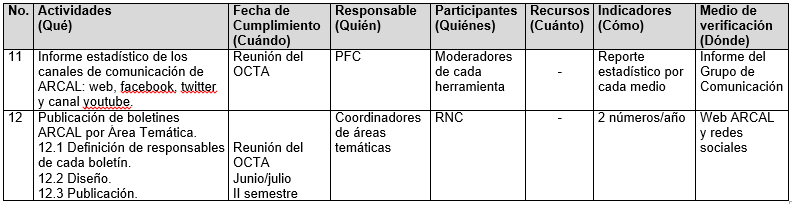 No. Actividades (Qué) Fecha de Cumplimiento (Cuándo) Responsable (Quién) Participantes (Quiénes) Recursos (Cuánto) Indicadores (Cómo) Medio de verificación (Dónde)
11 Informe estadístico de los Reunión del PFC Moderadores - Reporte Informe del
canales de comunicación de OCTA de cada estadístico por Grupo de
ARCAL: web, facebook, twitter herramienta cada medio Comunicación
y canal youtube.
12 Publicación de boletines Coordinadores RNC - 2 números/año Web ARCAL
ARCAL por Área Temática. de áreas y redes
12.1 Definición de responsables Reunión del temáticas sociales
de cada boletín. OCTA
12.2 Diseño. Junio/julio
12.3 Publicación. II semestre